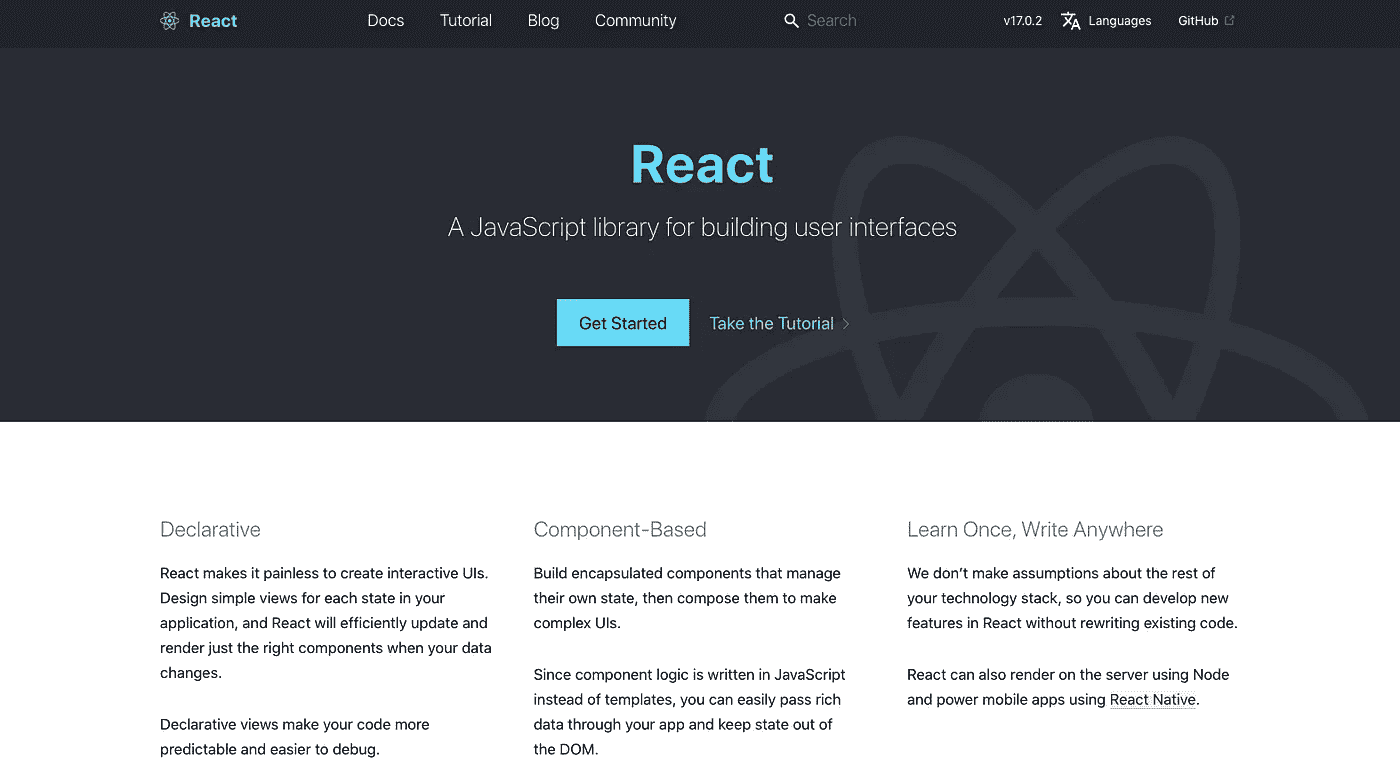 React
Docs
Tutorial
Blog
Community
Search
v17.0.2
Languages
GitHub
React
A JavaScript library for building user interfaces
Get Started
Take the Tutorial
Declarative
React makes it painless to create interactive UIs.
Design simple views for each state in your
application, and React will efficiently update and
render just the right components when your data
changes.
Declarative views make your code more
predictable and easier to debug.
Component-Based
Build encapsulated components that manage
their own state, then compose them to make
complex UIs.
Since component logic is written in JavaScript
instead of templates, you can easily pass rich
data through your app and keep state out of
the DOM.
Learn Once, Write Anywhere
We don’t make assumptions about the rest of
your technology stack, so you can develop new
features in React without rewriting existing code.
React can also render on the server using Node
and power mobile apps using React Native.